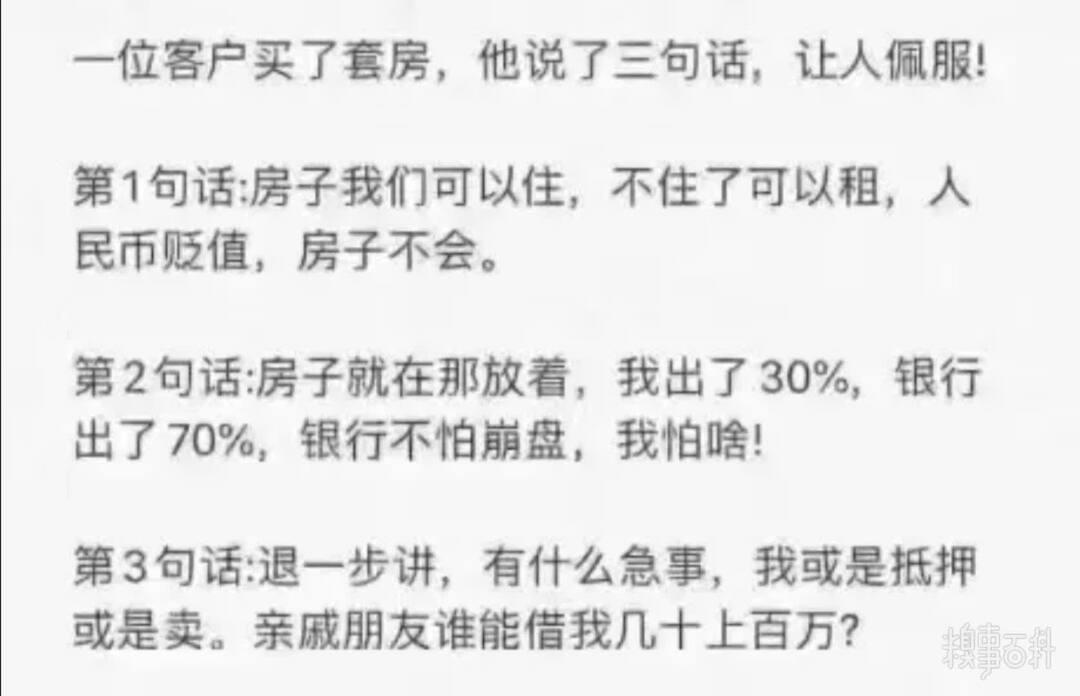 一位客户买了套房，他说了三句话，让人佩服!
第1句话:房子我们可以住，不住了可以租，人
民币贬值，房子不会。
第2句话:房子就在那放着，我出了30%，银行
出了70%，银行不怕崩盘，我怕啥!
第3句话:退一步讲，有什么急事，我或是抵押
或是卖。亲戚朋友谁能借我几十上百万?
糗事百科